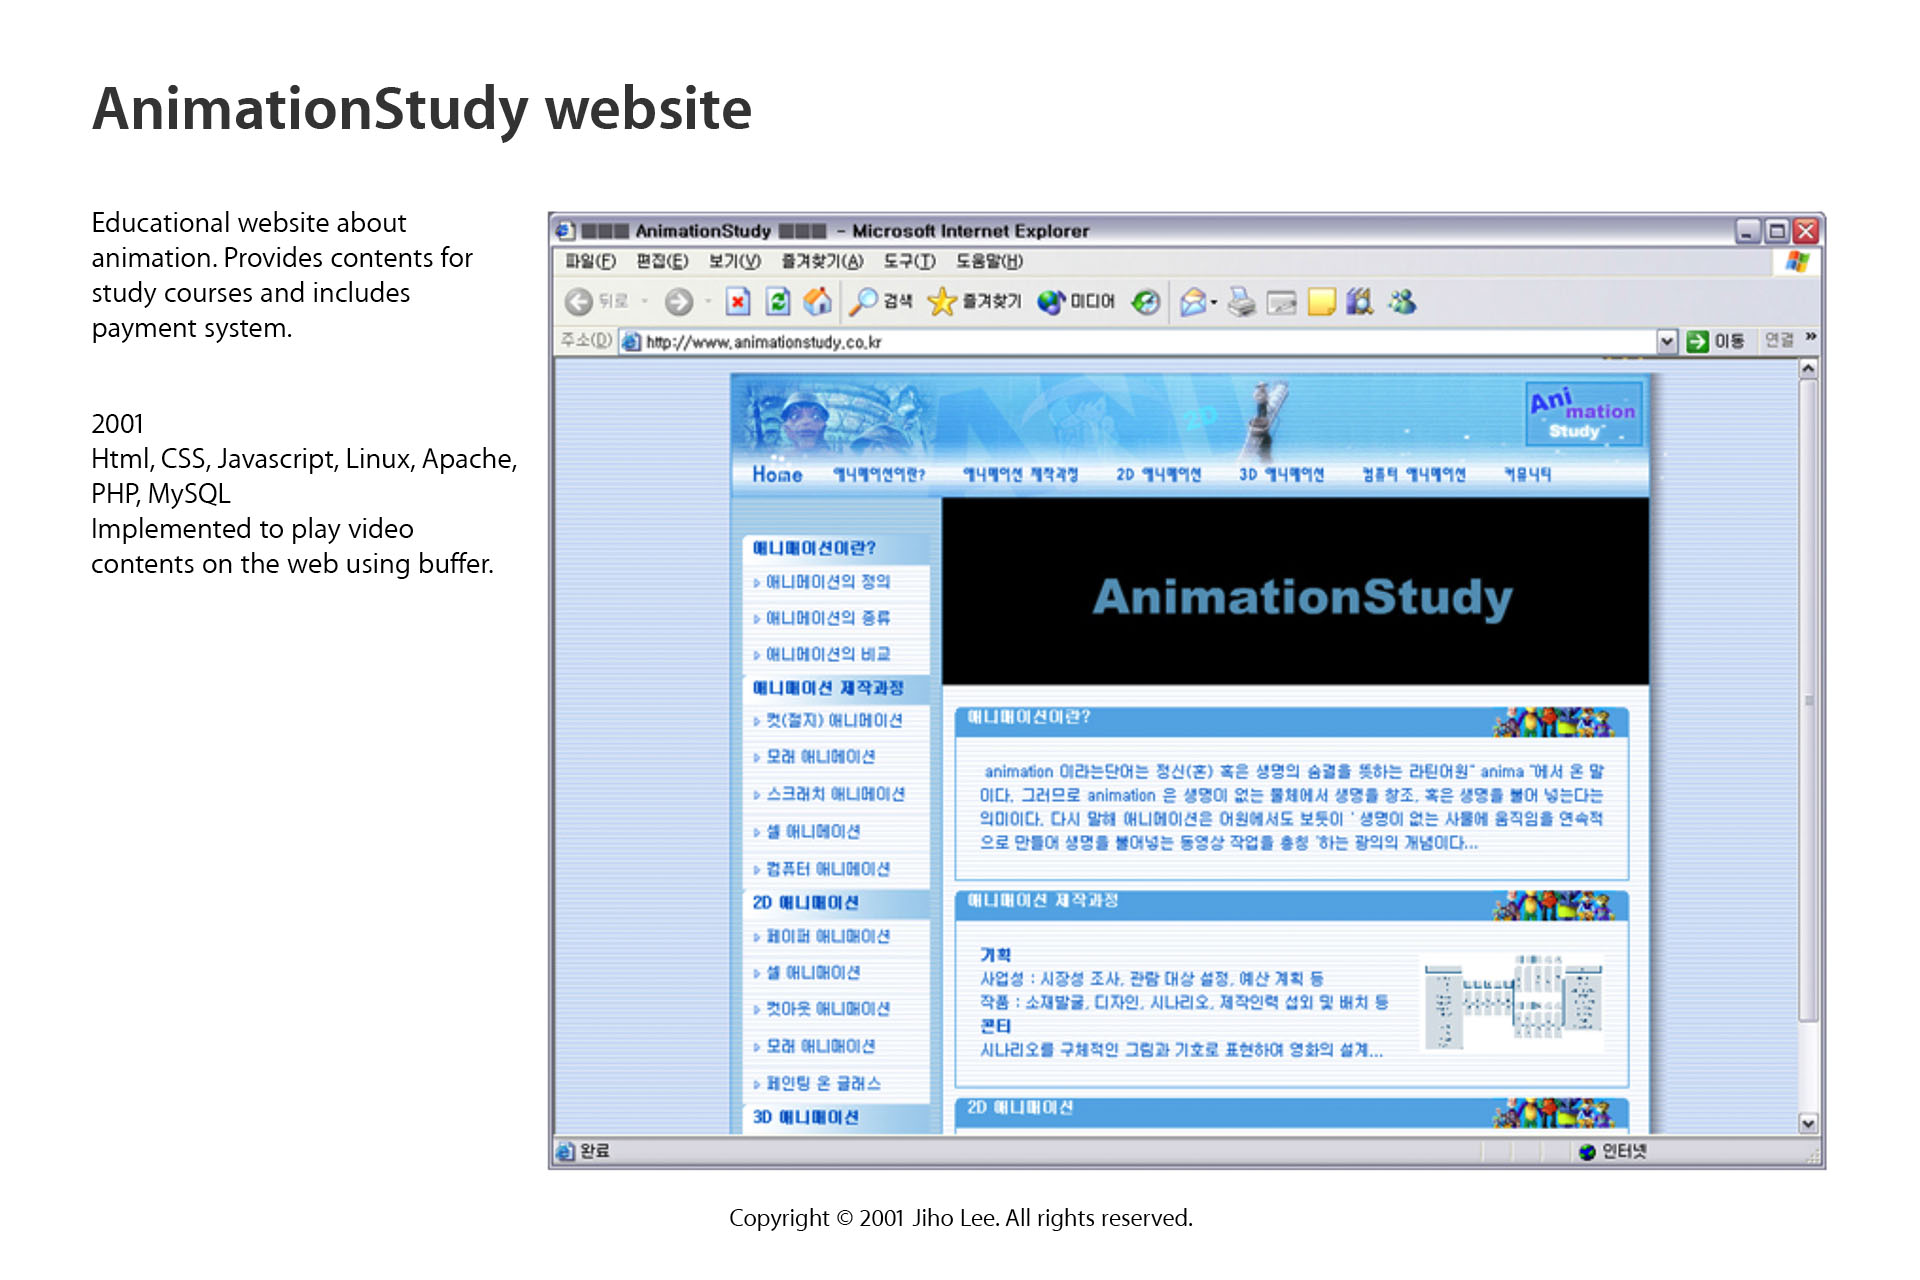 AnimationStudy website
Educational website about
animation. Provides contents for
study courses and includes
payment system.
2001
Html, CSS, Javascript, Linux, Apache,
PHP, MySQL
Implemented to play video
contents on the web using buffer.
■■■ AnimationStudy ■■■ - Microsoft Internet Explorer
파일(F) 편집(E) 보기(V) 즐겨찾기(A) 도구(T) 도움말(H)
뒤로 검색 즐겨찾기 미디어
주소(D) http://www.animationstudy.co.kr 이동 연결 »
2D
Ani
mation
Study
Home 애니메이션이란? 애니메이션 제작과정 2D 애니메이션 3D 애니메이션 컴퓨터 애니메이션 커뮤니티
AnimationStudy
애니매이션이란?
애니메이션의 정의
애니메이션의 종류
애니메이션의 비교
애니매이션 제작과정
컷(절지) 애니메이션
모래 애니메이션
스크래치 애니메이션
셀 애니메이션
컴퓨터 애니메이션
2D 애니매이션
페이퍼 애니매이션
셀 애니매이션
컷아웃 애니매이션
모래 애니매이션
페인팅 온 글래스
3D 애니매이션
애니매이션이란?
animation 이라는단어는 정신(혼) 혹은 생명의 숨결을 뜻하는 라틴어원" anima "에서 온 말
이다. 그러므로 animation 은 생명이 없는 물체에서 생명을 창조, 혹은 생명을 불어 넣는다는
의미이다. 다시 말해 애니메이션은 어원에서도 보듯이 ' 생명이 없는 사물에 움직임을 연속적
으로 만들어 생명을 불어넣는 동영상 작업을 총칭 '하는 광의의 개념이다...
애니매이션 제작과정
기획
사업성 : 시장성 조사, 관람 대상 설정, 예산 계획 등
작품 : 소재발굴, 디자인, 시나리오, 제작인력 섭외 및 배치 등
콘티
시나리오를 구체적인 그림과 기호로 표현하여 영화의 설계...
2D 애니매이션
완료 인터넷
Copyright © 2001 Jiho Lee. All rights reserved.